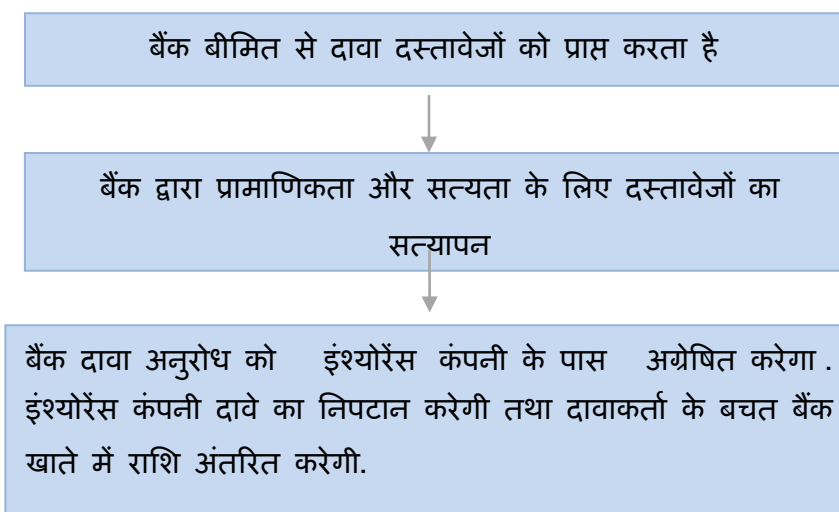 बैंक बीमित से दावा दस्तावेजों को प्राप्त करता है
बैंक द्वारा प्रामाणिकता और सत्यता के लिए दस्तावेजों का
सत्यापन
बैंक दावा अनुरोध को इंश्योरेंस कंपनी के पास अग्रेषित करेगा .
इंश्योरेंस कंपनी दावे का निपटान करेगी तथा दावाकर्ता के बचत बैंक
खाते में राशि अंतरित करेगी.